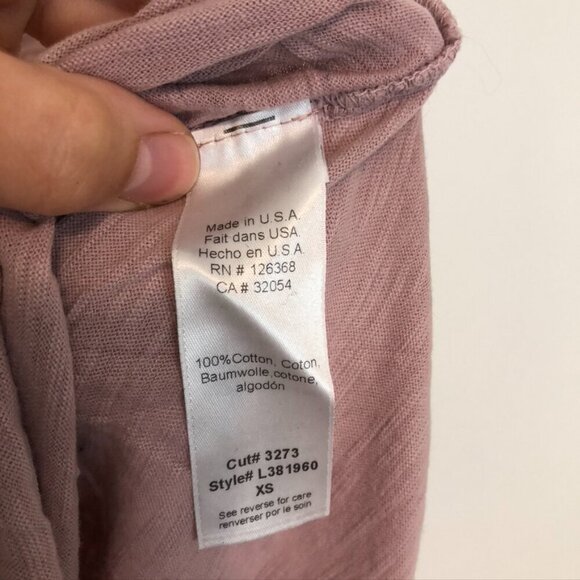 Made in U.S.A.
Fait dans USA.
Hecho en U.S.A.
RN # 126368
CA # 32054
100%Cotton, Coton,
Baumwolle,cotone,
algodón
Cut# 3273
Style# L381960
XS
See reverse for care
renverser por le soin